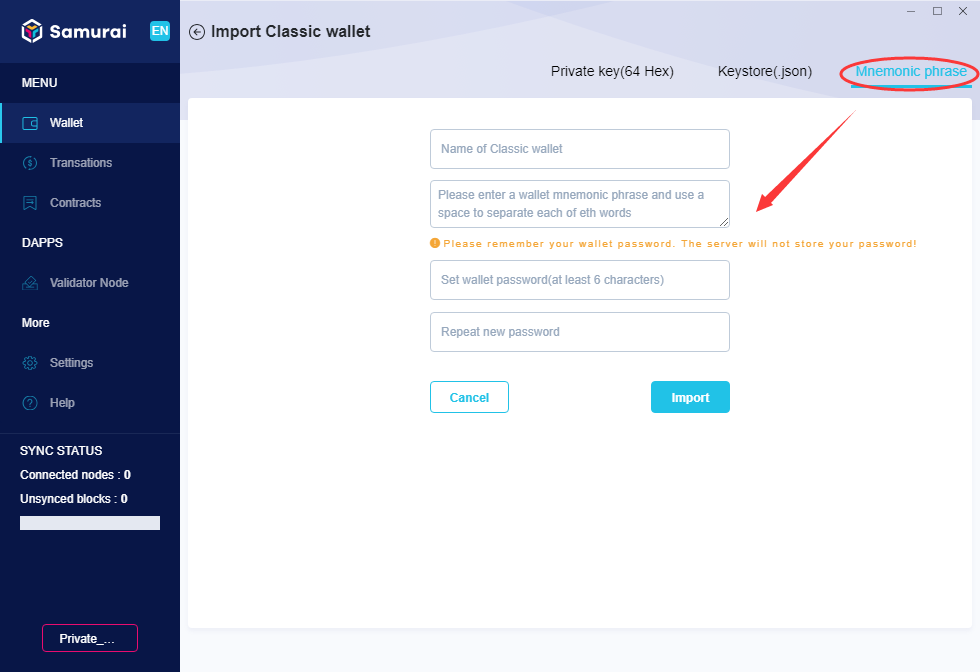 Samurai
EN
MENU
Wallet
Transations
Contracts
DAPPS
Validator Node
More
Settings
Help
SYNC STATUS
Connected nodes : 0
Unsynced blocks : 0
Private_...
Import Classic wallet
Private key(64 Hex)
Keystore(.json)
Mnemonic phrase
Name of Classic wallet
Please enter a wallet mnemonic phrase and use a
space to separate each of eth words
Please remember your wallet password. The server will not store your password!
Set wallet password(at least 6 characters)
Repeat new password
Cancel
Import